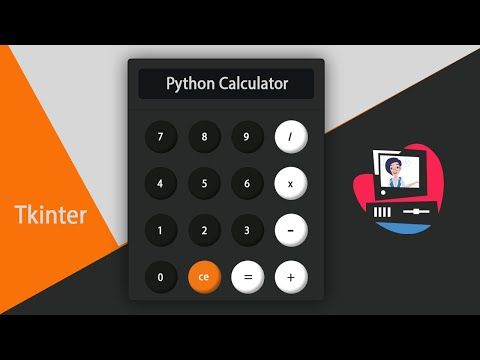 Python Calculator
7 8 9 /
4 5 6 x
Tkinter
1 2 3 -
0 ce = +